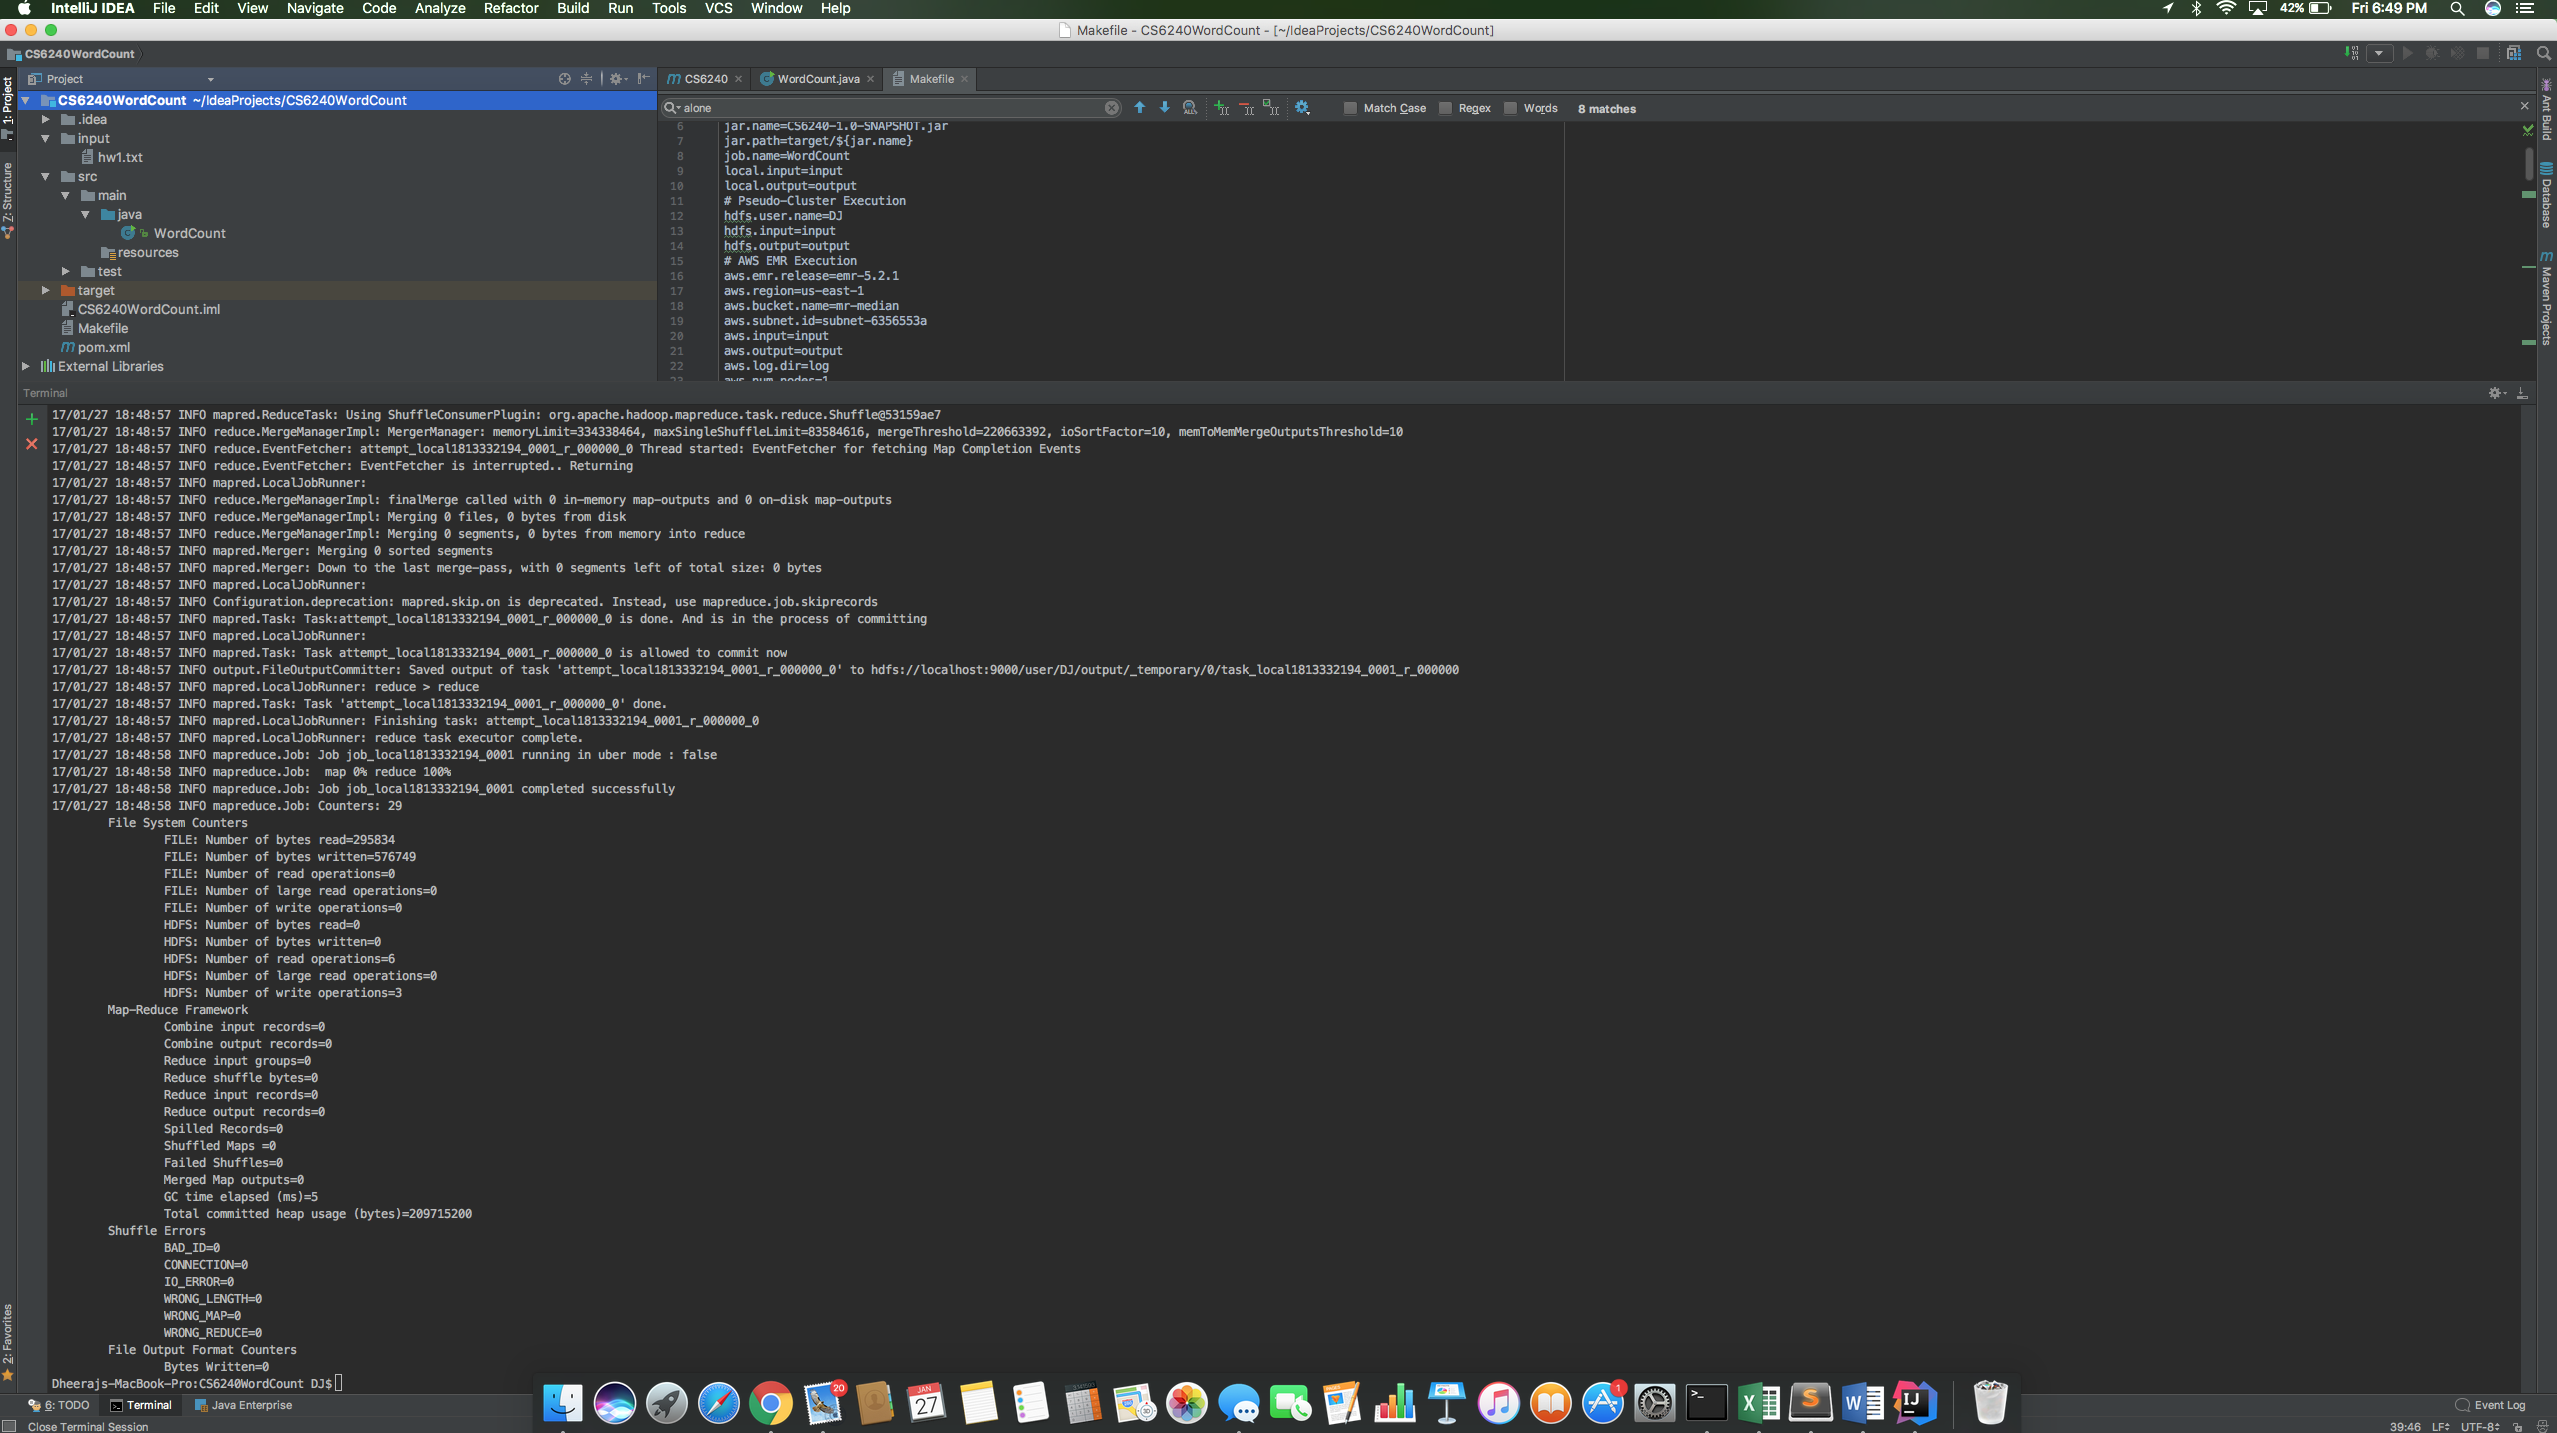 IntelliJ IDEA File Edit View Navigate Code Analyze Refactor Build Run Tools VCS Window Help 42% Fri 6:49 PM
Makefile - CS6240WordCount - [~/IdeaProjects/CS6240WordCount]
CS6240WordCount
Project
CS6240 WordCount.java Makefile
1: Project
Z: Structure
2: Favorites
CS6240WordCount ~/IdeaProjects/CS6240WordCount
.idea
input
hw1.txt
src
main
java
WordCount
resources
test
target
CS6240WordCount.iml
Makefile
pom.xml
External Libraries
alone Match Case Regex Words 8 matches
6 jar.name=CS6240-1.0-SNAPSHOT.jar
7 jar.path=target/${jar.name}
8 job.name=WordCount
9 local.input=input
10 local.output=output
11 # Pseudo-Cluster Execution
12 hdfs.user.name=DJ
13 hdfs.input=input
14 hdfs.output=output
15 # AWS EMR Execution
16 aws.emr.release=emr-5.2.1
17 aws.region=us-east-1
18 aws.bucket.name=mr-median
19 aws.subnet.id=subnet-6356553a
20 aws.input=input
21 aws.output=output
22 aws.log.dir=log
23 aws.num.nodes=1
Ant Build
Database
Maven Projects
Terminal
17/01/27 18:48:57 INFO mapred.ReduceTask: Using ShuffleConsumerPlugin: org.apache.hadoop.mapreduce.task.reduce.Shuffle@53159ae7
17/01/27 18:48:57 INFO reduce.MergeManagerImpl: MergerManager: memoryLimit=334338464, maxSingleShuffleLimit=83584616, mergeThreshold=220663392, ioSortFactor=10, memToMemMergeOutputsThreshold=10
17/01/27 18:48:57 INFO reduce.EventFetcher: attempt_local1813332194_0001_r_000000_0 Thread started: EventFetcher for fetching Map Completion Events
17/01/27 18:48:57 INFO reduce.EventFetcher: EventFetcher is interrupted.. Returning
17/01/27 18:48:57 INFO mapred.LocalJobRunner:
17/01/27 18:48:57 INFO reduce.MergeManagerImpl: finalMerge called with 0 in-memory map-outputs and 0 on-disk map-outputs
17/01/27 18:48:57 INFO reduce.MergeManagerImpl: Merging 0 files, 0 bytes from disk
17/01/27 18:48:57 INFO reduce.MergeManagerImpl: Merging 0 segments, 0 bytes from memory into reduce
17/01/27 18:48:57 INFO mapred.Merger: Merging 0 sorted segments
17/01/27 18:48:57 INFO mapred.Merger: Down to the last merge-pass, with 0 segments left of total size: 0 bytes
17/01/27 18:48:57 INFO mapred.LocalJobRunner:
17/01/27 18:48:57 INFO Configuration.deprecation: mapred.skip.on is deprecated. Instead, use mapreduce.job.skiprecords
17/01/27 18:48:57 INFO mapred.Task: Task:attempt_local1813332194_0001_r_000000_0 is done. And is in the process of committing
17/01/27 18:48:57 INFO mapred.LocalJobRunner:
17/01/27 18:48:57 INFO mapred.Task: Task attempt_local1813332194_0001_r_000000_0 is allowed to commit now
17/01/27 18:48:57 INFO output.FileOutputCommitter: Saved output of task 'attempt_local1813332194_0001_r_000000_0' to hdfs://localhost:9000/user/DJ/output/_temporary/0/task_local1813332194_0001_r_000000
17/01/27 18:48:57 INFO mapred.LocalJobRunner: reduce > reduce
17/01/27 18:48:57 INFO mapred.Task: Task 'attempt_local1813332194_0001_r_000000_0' done.
17/01/27 18:48:57 INFO mapred.LocalJobRunner: Finishing task: attempt_local1813332194_0001_r_000000_0
17/01/27 18:48:57 INFO mapred.LocalJobRunner: reduce task executor complete.
17/01/27 18:48:58 INFO mapreduce.Job: Job job_local1813332194_0001 running in uber mode : false
17/01/27 18:48:58 INFO mapreduce.Job:  map 0% reduce 100%
17/01/27 18:48:58 INFO mapreduce.Job: Job job_local1813332194_0001 completed successfully
17/01/27 18:48:58 INFO mapreduce.Job: Counters: 29
File System Counters
FILE: Number of bytes read=295834
FILE: Number of bytes written=576749
FILE: Number of read operations=0
FILE: Number of large read operations=0
FILE: Number of write operations=0
HDFS: Number of bytes read=0
HDFS: Number of bytes written=0
HDFS: Number of read operations=6
HDFS: Number of large read operations=0
HDFS: Number of write operations=3
Map-Reduce Framework
Combine input records=0
Combine output records=0
Reduce input groups=0
Reduce shuffle bytes=0
Reduce input records=0
Reduce output records=0
Spilled Records=0
Shuffled Maps =0
Failed Shuffles=0
Merged Map outputs=0
GC time elapsed (ms)=5
Total committed heap usage (bytes)=209715200
Shuffle Errors
BAD_ID=0
CONNECTION=0
IO_ERROR=0
WRONG_LENGTH=0
WRONG_MAP=0
WRONG_REDUCE=0
File Output Format Counters
Bytes Written=0
Dheerajs-MacBook-Pro:CS6240WordCount DJ$
20 JAN 27 1
6: TODO Terminal Java Enterprise Event Log
Close Terminal Session 39:46 LF UTF-8